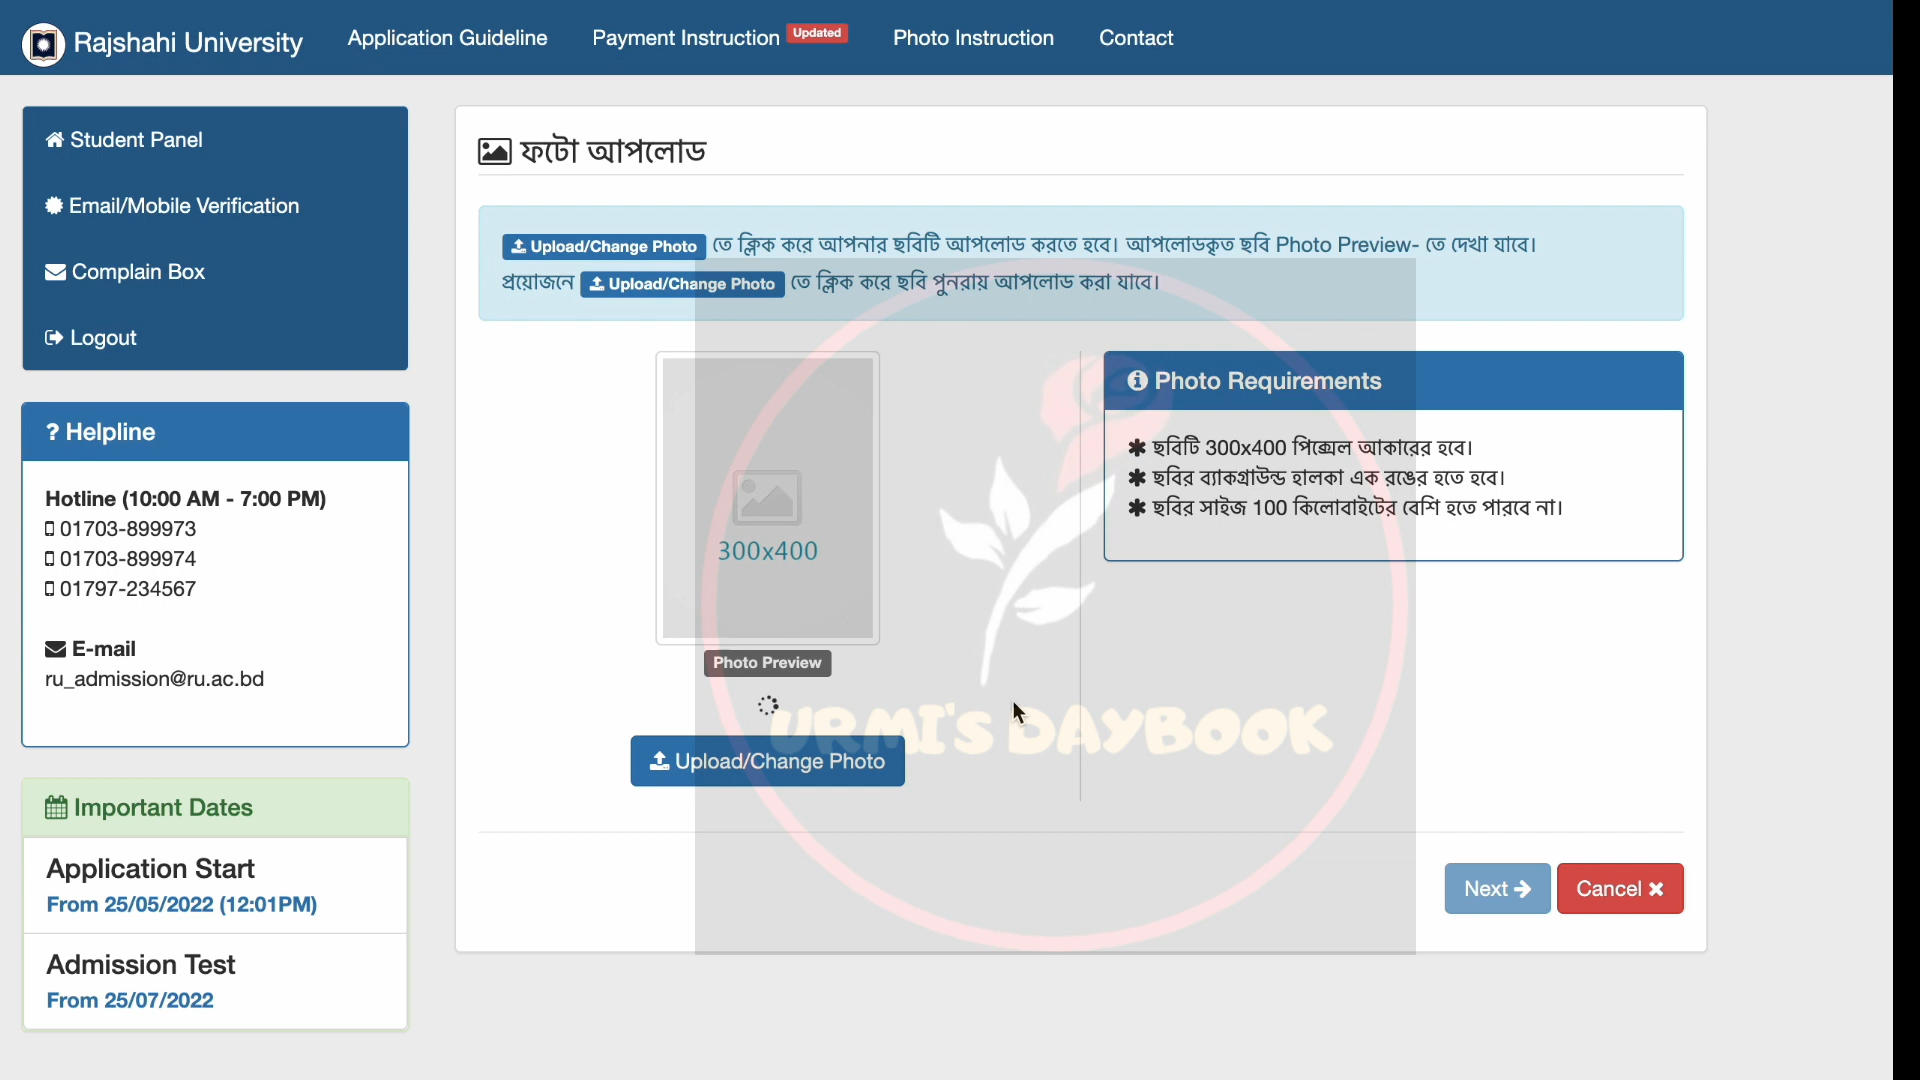 Rajshahi University
Application Guideline
Payment Instruction Updated
Photo Instruction
Contact
Student Panel
Email/Mobile Verification
Complain Box
Logout
? Helpline
Hotline (10:00 AM - 7:00 PM)
01703-899973
01703-899974
01797-234567
E-mail
ru_admission@ru.ac.bd
Important Dates
Application Start
From 25/05/2022 (12:01PM)
Admission Test
From 25/07/2022
ফটো আপলোড
Upload/Change Photo তে ক্লিক করে আপনার ছবিটি আপলোড করতে হবে। আপলোডকৃত ছবি Photo Preview- তে দেখা যাবে।
প্রয়োজনে Upload/Change Photo তে ক্লিক করে ছবি পুনরায় আপলোড করা যাবে।
300x400
Photo Preview
Upload/Change Photo
Photo Requirements
ছবিটি 300x400 পিক্সেল আকারের হবে।
ছবির ব্যাকগ্রাউন্ড হালকা এক রঙের হতে হবে।
ছবির সাইজ 100 কিলোবাইটের বেশি হতে পারবে না।
URMI'S DAYBOOK
Next
Cancel